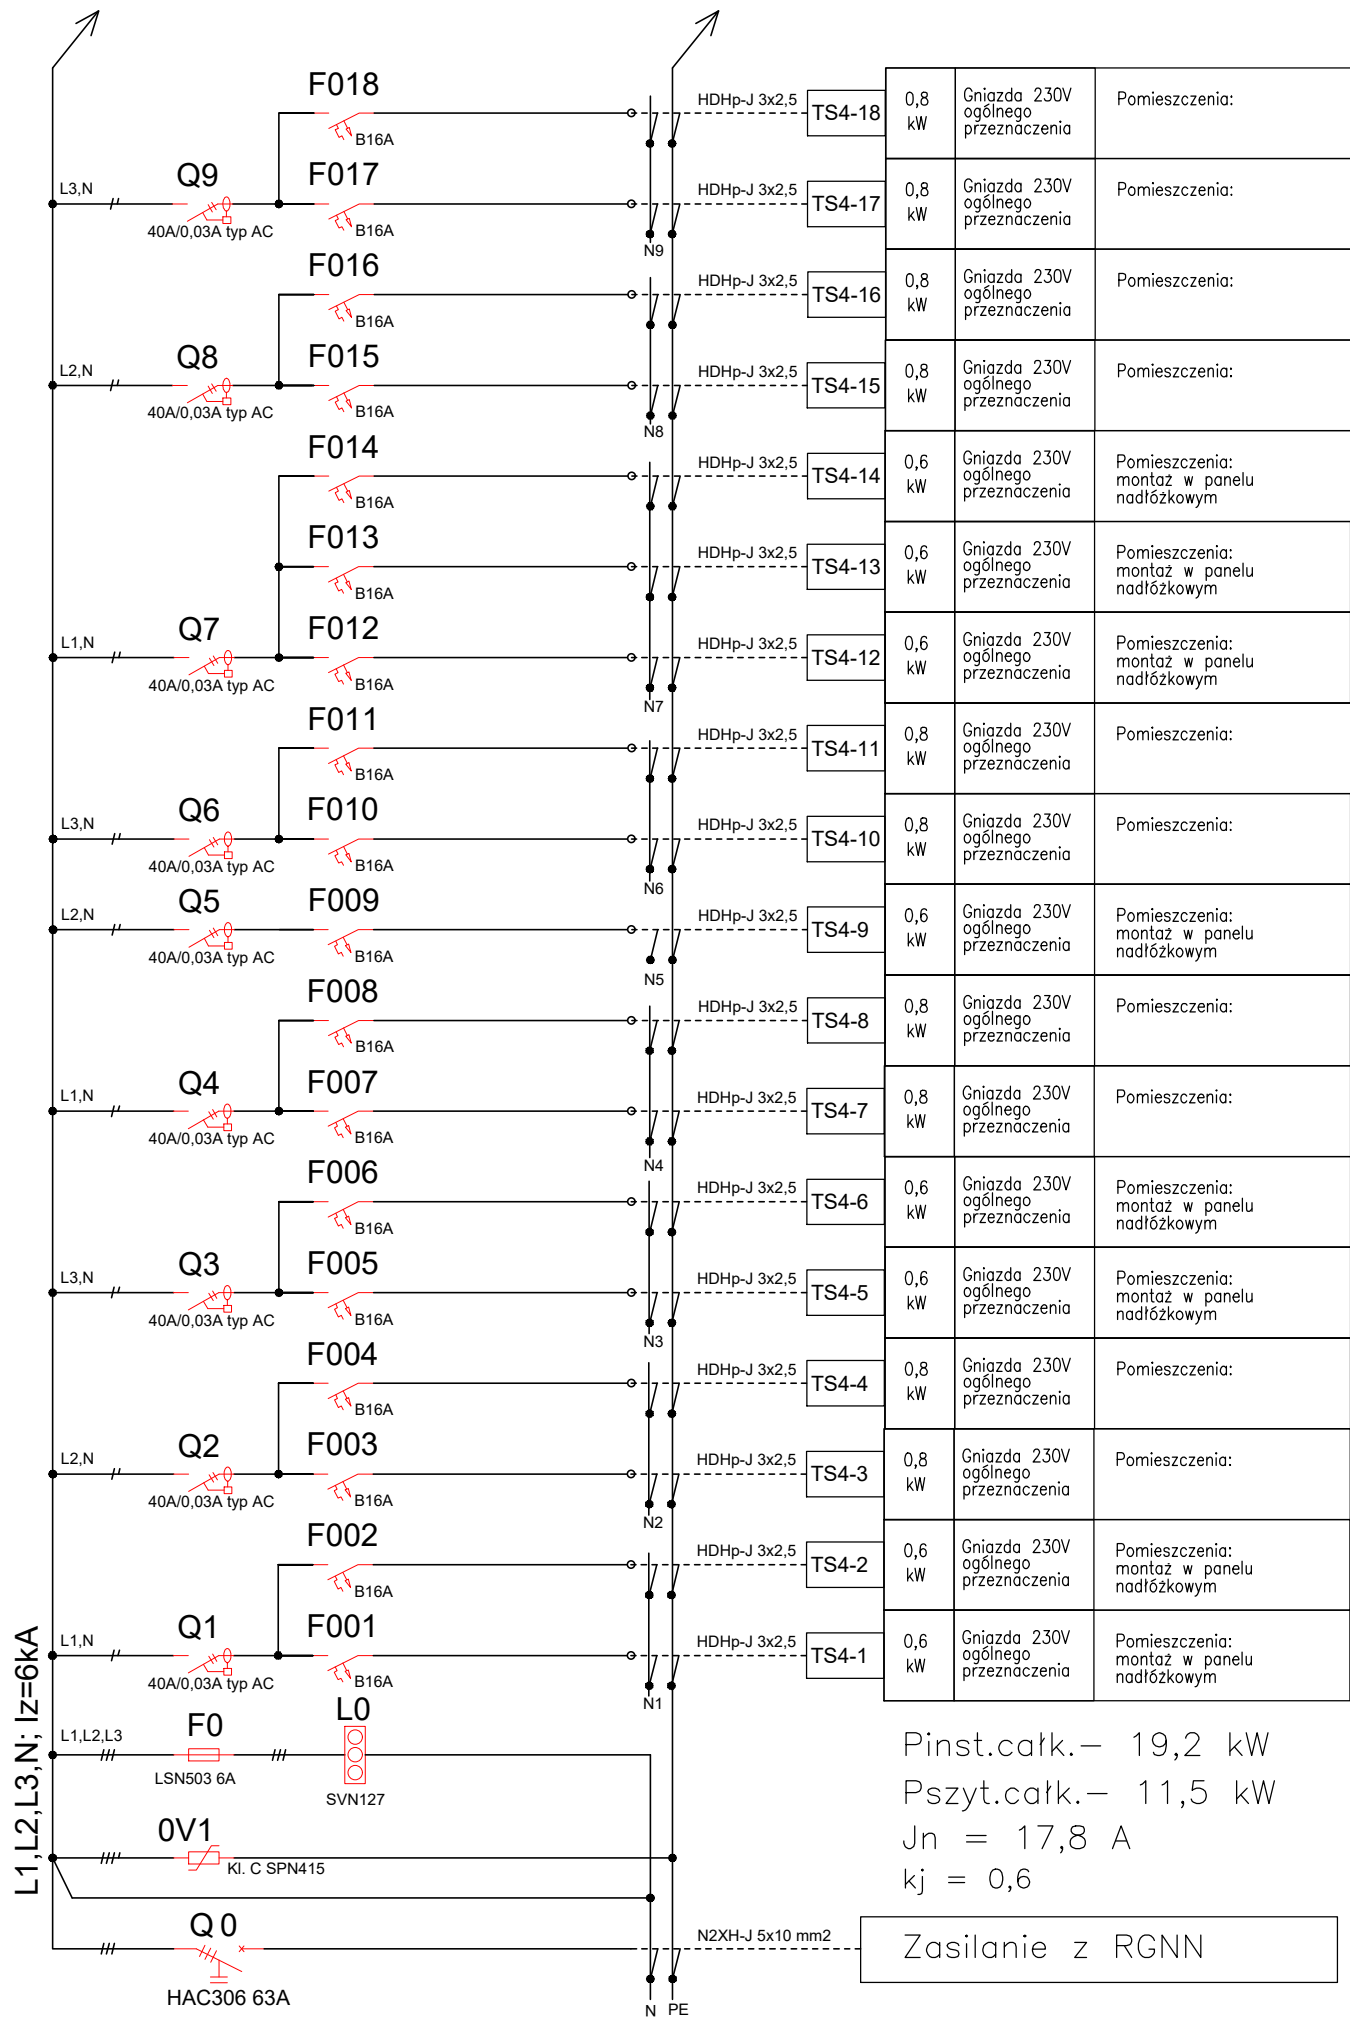 F018
B16A
HDHp-J 3x2,5
TS4-18
0,8
kW
Gniazda 230V
ogólnego
przeznaczenia
Pomieszczenia:
L3,N
Q9
40A/0,03A typ AC
F017
B16A
N9
HDHp-J 3x2,5
TS4-17
0,8
kW
Gniazda 230V
ogólnego
przeznaczenia
Pomieszczenia:
F016
B16A
HDHp-J 3x2,5
TS4-16
0,8
kW
Gniazda 230V
ogólnego
przeznaczenia
Pomieszczenia:
L2,N
Q8
40A/0,03A typ AC
F015
B16A
N8
HDHp-J 3x2,5
TS4-15
0,8
kW
Gniazda 230V
ogólnego
przeznaczenia
Pomieszczenia:
F014
B16A
HDHp-J 3x2,5
TS4-14
0,6
kW
Gniazda 230V
ogólnego
przeznaczenia
Pomieszczenia:
montaż w panelu
nadłóżkowym
F013
B16A
HDHp-J 3x2,5
TS4-13
0,6
kW
Gniazda 230V
ogólnego
przeznaczenia
Pomieszczenia:
montaż w panelu
nadłóżkowym
L1,N
Q7
40A/0,03A typ AC
F012
B16A
N7
HDHp-J 3x2,5
TS4-12
0,6
kW
Gniazda 230V
ogólnego
przeznaczenia
Pomieszczenia:
montaż w panelu
nadłóżkowym
F011
B16A
HDHp-J 3x2,5
TS4-11
0,8
kW
Gniazda 230V
ogólnego
przeznaczenia
Pomieszczenia:
L3,N
Q6
40A/0,03A typ AC
F010
B16A
N6
HDHp-J 3x2,5
TS4-10
0,8
kW
Gniazda 230V
ogólnego
przeznaczenia
Pomieszczenia:
L2,N
Q5
40A/0,03A typ AC
F009
B16A
N5
HDHp-J 3x2,5
TS4-9
0,6
kW
Gniazda 230V
ogólnego
przeznaczenia
Pomieszczenia:
montaż w panelu
nadłóżkowym
F008
B16A
HDHp-J 3x2,5
TS4-8
0,8
kW
Gniazda 230V
ogólnego
przeznaczenia
Pomieszczenia:
L1,N
Q4
40A/0,03A typ AC
F007
B16A
N4
HDHp-J 3x2,5
TS4-7
0,8
kW
Gniazda 230V
ogólnego
przeznaczenia
Pomieszczenia:
F006
B16A
HDHp-J 3x2,5
TS4-6
0,6
kW
Gniazda 230V
ogólnego
przeznaczenia
Pomieszczenia:
montaż w panelu
nadłóżkowym
L3,N
Q3
40A/0,03A typ AC
F005
B16A
N3
HDHp-J 3x2,5
TS4-5
0,6
kW
Gniazda 230V
ogólnego
przeznaczenia
Pomieszczenia:
montaż w panelu
nadłóżkowym
F004
B16A
HDHp-J 3x2,5
TS4-4
0,8
kW
Gniazda 230V
ogólnego
przeznaczenia
Pomieszczenia:
L2,N
Q2
40A/0,03A typ AC
F003
B16A
N2
HDHp-J 3x2,5
TS4-3
0,8
kW
Gniazda 230V
ogólnego
przeznaczenia
Pomieszczenia:
F002
B16A
HDHp-J 3x2,5
TS4-2
0,6
kW
Gniazda 230V
ogólnego
przeznaczenia
Pomieszczenia:
montaż w panelu
nadłóżkowym
L1,N
Q1
40A/0,03A typ AC
F001
B16A
N1
HDHp-J 3x2,5
TS4-1
0,6
kW
Gniazda 230V
ogólnego
przeznaczenia
Pomieszczenia:
montaż w panelu
nadłóżkowym
L1,L2,L3,N; Iz=6kA
L1,L2,L3
F0
LSN503 6A
L0
SVN127
0V1
Kl. C SPN415
Q0
HAC306 63A
N
PE
N2XH-J 5x10 mm2
Pinst.całk.– 19,2 kW
Pszyt.całk.– 11,5 kW
Jn = 17,8 A
kj = 0,6
Zasilanie z RGNN